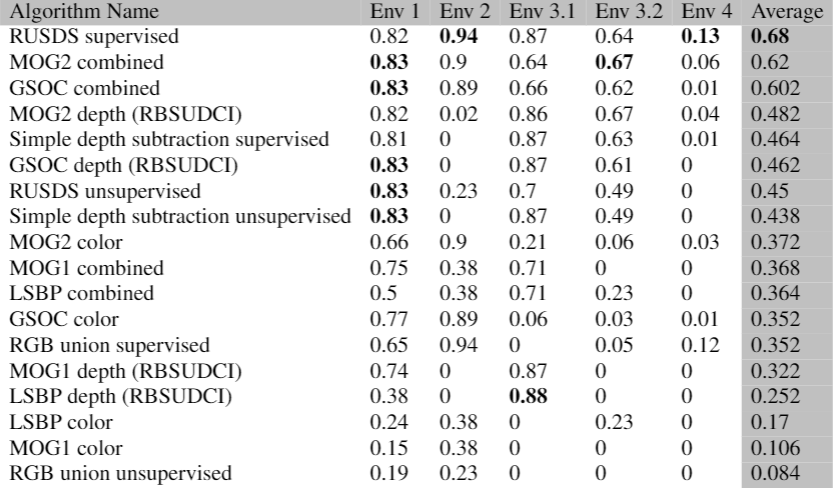 Algorithm Name Env 1 Env 2 Env 3.1 Env 3.2 Env 4 Average
RUSDS supervised 0.82 0.94 0.87 0.64 0.13 0.68
MOG2 combined 0.83 0.9 0.64 0.67 0.06 0.62
GSOC combined 0.83 0.89 0.66 0.62 0.01 0.602
MOG2 depth (RBSUDCI) 0.82 0.02 0.86 0.67 0.04 0.482
Simple depth subtraction supervised 0.81 0 0.87 0.63 0.01 0.464
GSOC depth (RBSUDCI) 0.83 0 0.87 0.61 0 0.462
RUSDS unsupervised 0.83 0.23 0.7 0.49 0 0.45
Simple depth subtraction unsupervised 0.83 0 0.87 0.49 0 0.438
MOG2 color 0.66 0.9 0.21 0.06 0.03 0.372
MOG1 combined 0.75 0.38 0.71 0 0 0.368
LSBP combined 0.5 0.38 0.71 0.23 0 0.364
GSOC color 0.77 0.89 0.06 0.03 0.01 0.352
RGB union supervised 0.65 0.94 0 0.05 0.12 0.352
MOG1 depth (RBSUDCI) 0.74 0 0.87 0 0 0.322
LSBP depth (RBSUDCI) 0.38 0 0.88 0 0 0.252
LSBP color 0.24 0.38 0 0.23 0 0.17
MOG1 color 0.15 0.38 0 0 0 0.106
RGB union unsupervised 0.19 0.23 0 0 0 0.084